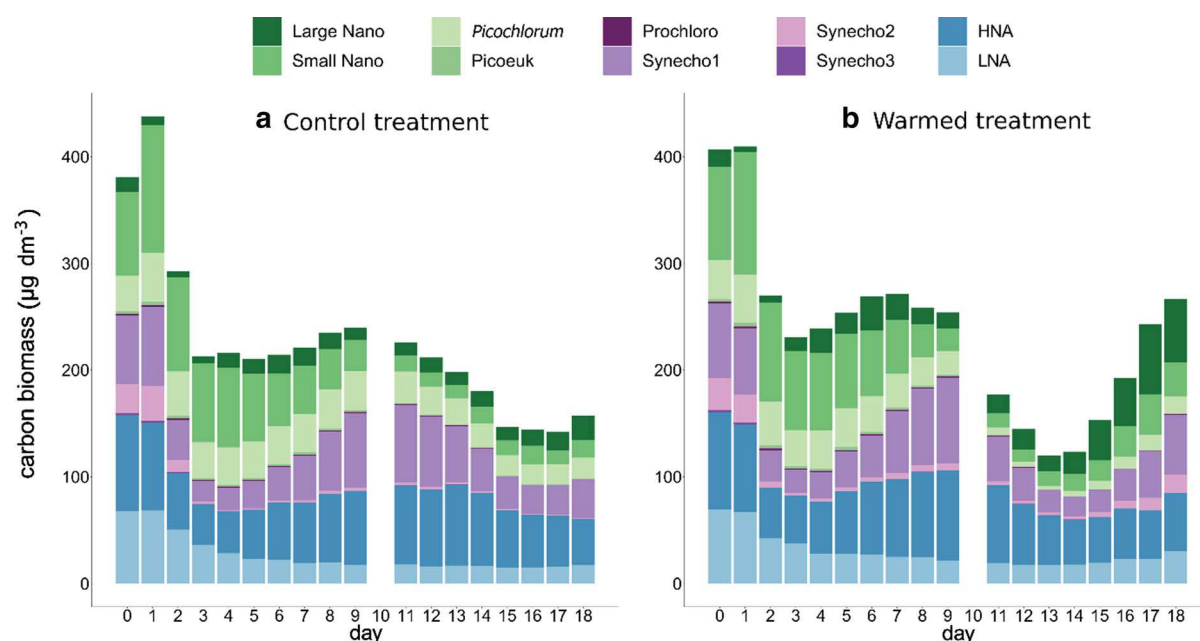 Large Nano Picochlorum Prochloro Synecho2 HNA
Small Nano Picoeuk Synecho1 Synecho3 LNA
a Control treatment
b Warmed treatment
carbon biomass (µg dm-3)
400
300
200
100
0
0 1 2 3 4 5 6 7 8 9 10 11 12 13 14 15 16 17 18
day
400
300
200
100
0
0 1 2 3 4 5 6 7 8 9 10 11 12 13 14 15 16 17 18
day